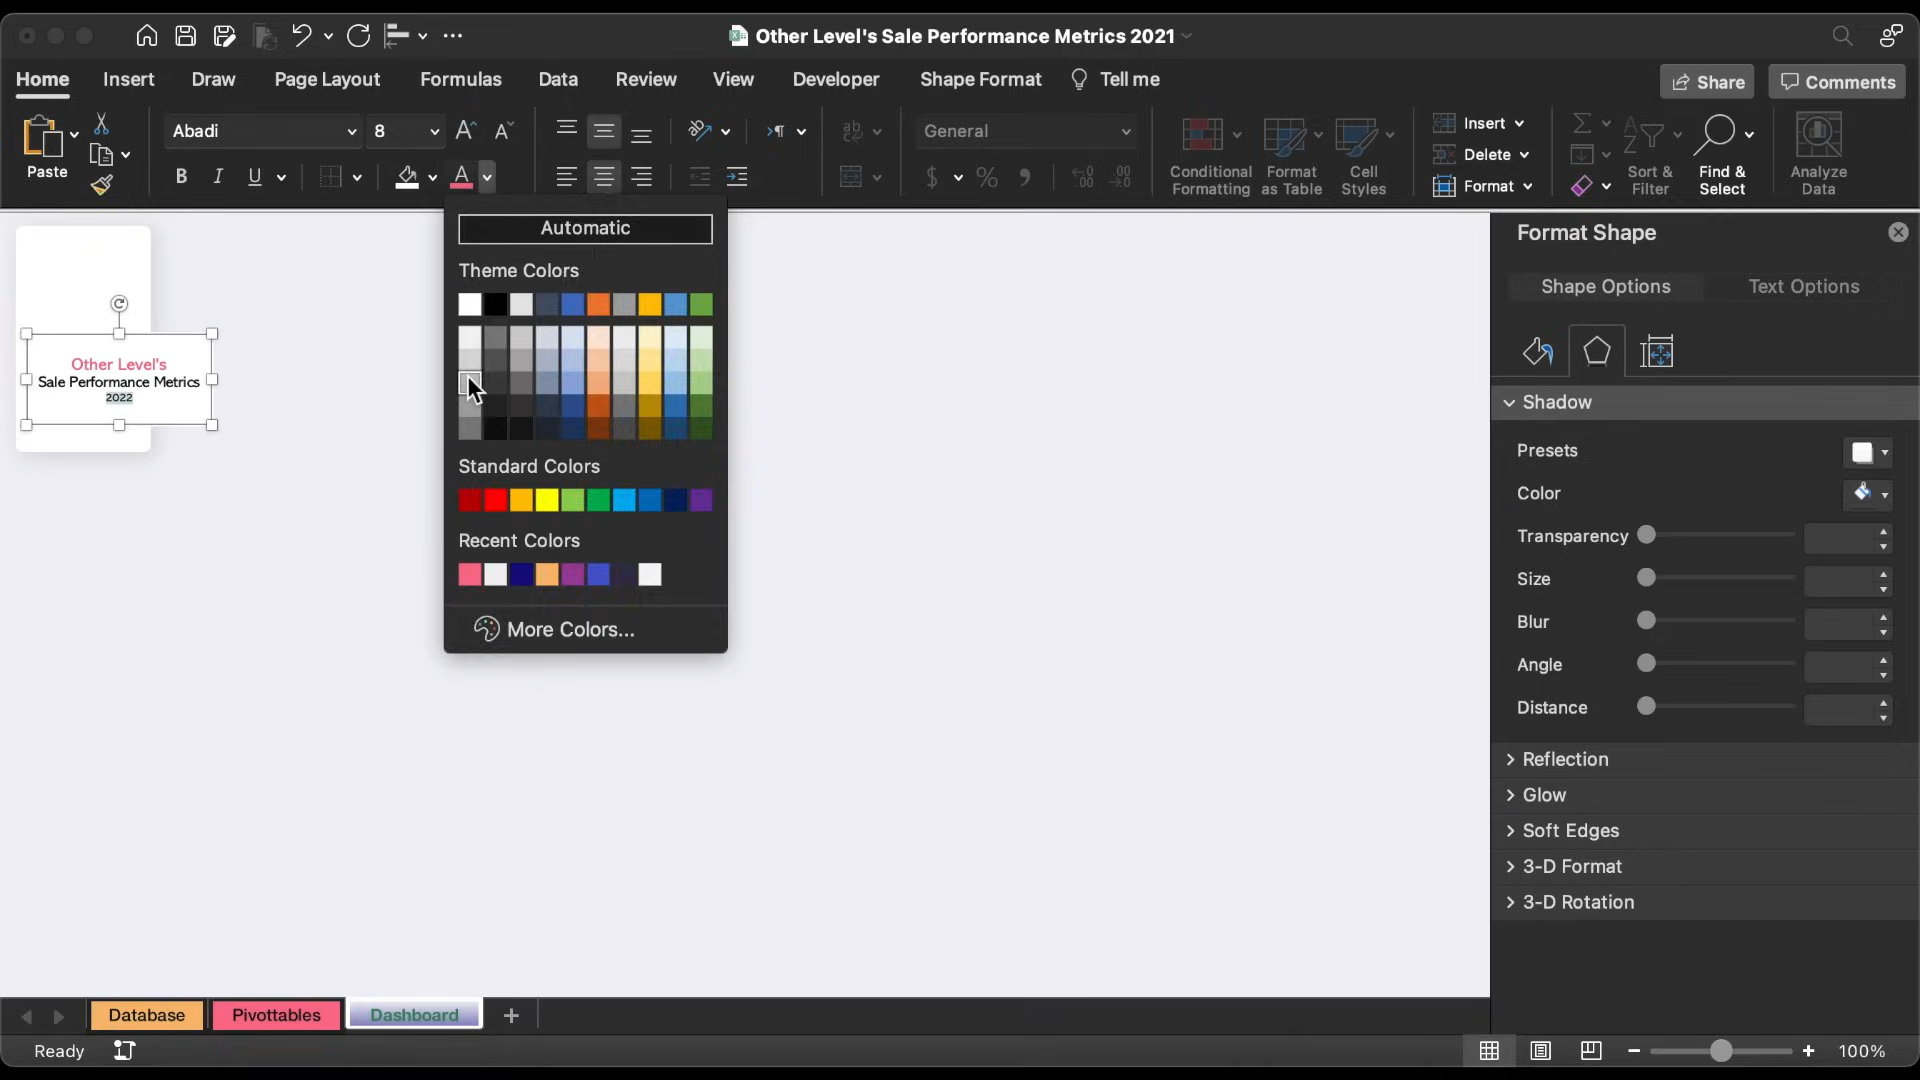 Other Level's Sale Performance Metrics 2021
Home Insert Draw Page Layout Formulas Data Review View Developer Shape Format Tell me
Share Comments
Paste
Abadi 8
B I U A
ab
General
$ %
Conditional Formatting
Format as Table
Cell Styles
Insert
Delete
Format
Sort & Filter
Find & Select
Analyze Data
Automatic
Theme Colors
Standard Colors
Recent Colors
More Colors...
Other Level's
Sale Performance Metrics
2022
Format Shape
Shape Options Text Options
Shadow
Presets
Color
Transparency
Size
Blur
Angle
Distance
Reflection
Glow
Soft Edges
3-D Format
3-D Rotation
Database Pivottables Dashboard
Ready 100%